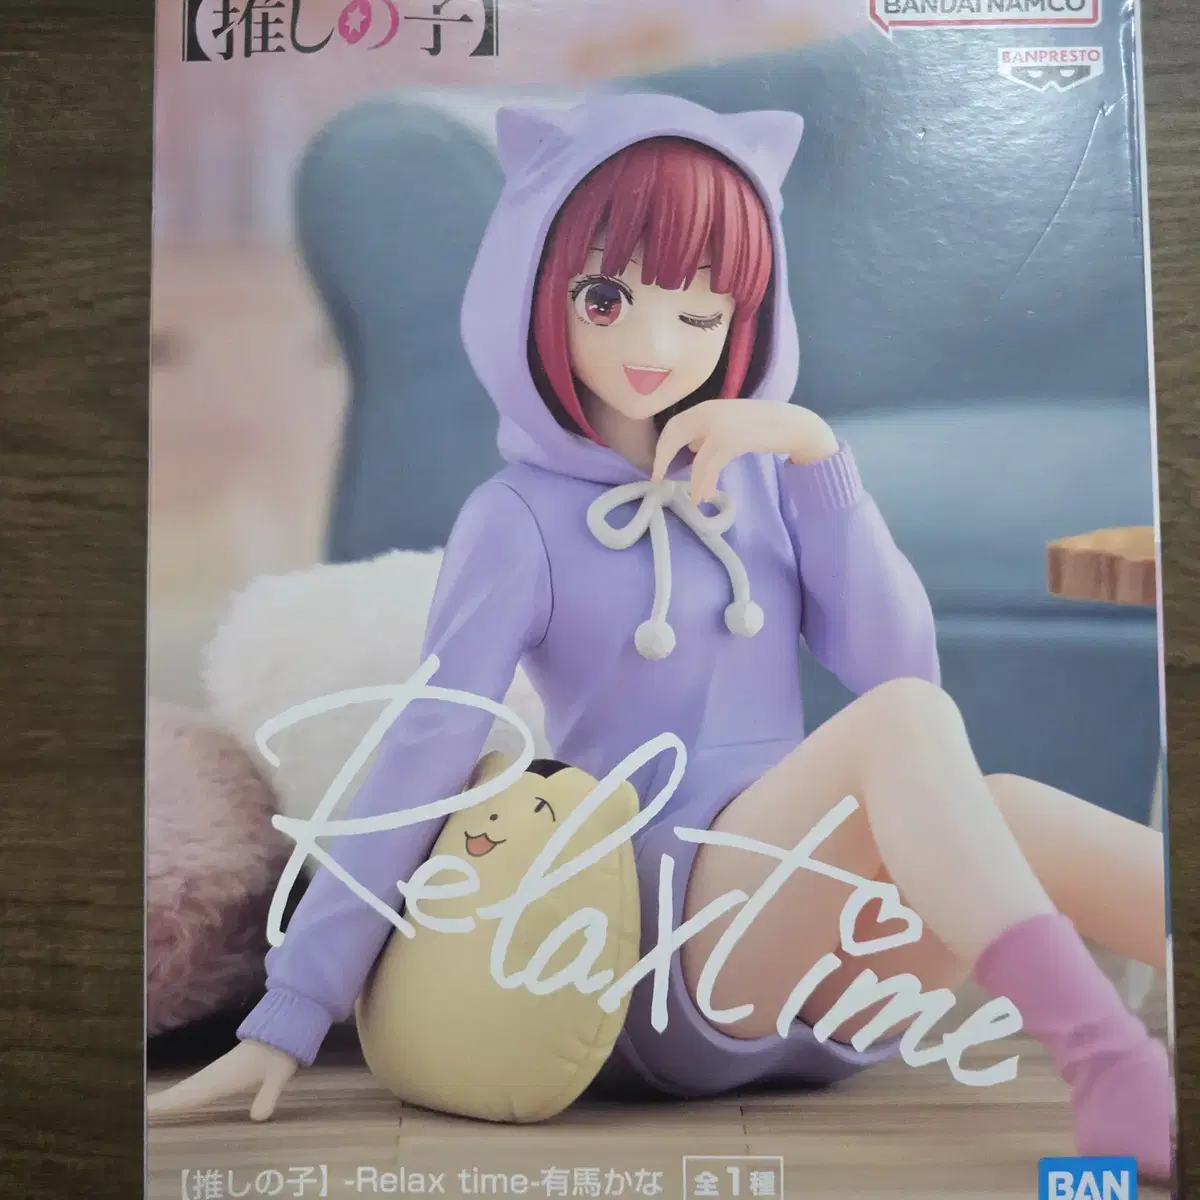 【推しの子】
BANDAI NAMCO
BANPRESTO
Relax time
【推しの子】-Relax time-有馬かな 全1種
BAN